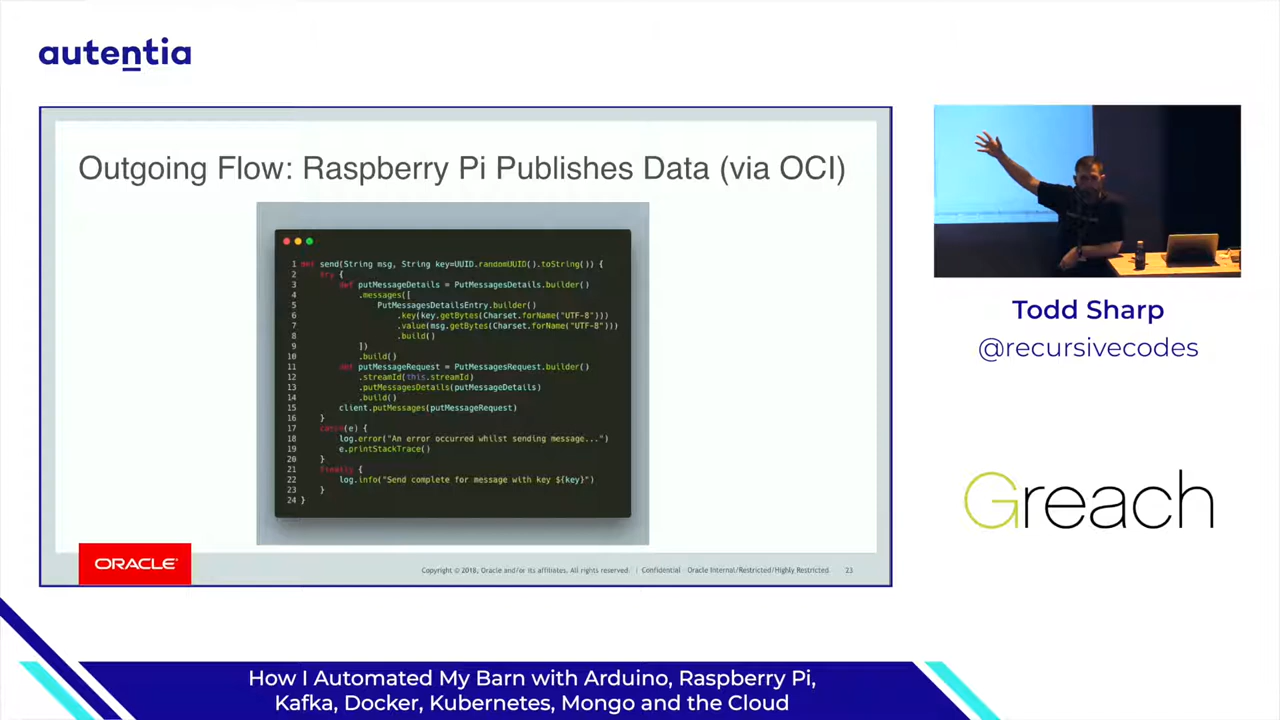 autentia
Outgoing Flow: Raspberry Pi Publishes Data (via OCI)
1 def send(String msg, String key=UUID.randomUUID().toString()) {
2 try {
3 def putMessageDetails = PutMessagesDetails.builder()
4 .messages([
5 PutMessagesDetailsEntry.builder()
6 .key(key.getBytes(Charset.forName("UTF-8")))
7 .value(msg.getBytes(Charset.forName("UTF-8")))
8 .build()
9 ])
10 .build()
11 def putMessageRequest = PutMessagesRequest.builder()
12 .streamId(this.streamId)
13 .putMessagesDetails(putMessageDetails)
14 .build()
15 client.putMessages(putMessageRequest)
16 }
17 catch(e) {
18 log.error("An error occurred whilst sending message...")
19 e.printStackTrace()
20 }
21 finally {
22 log.info("Send complete for message with key ${key}")
23 }
24 }
ORACLE
Copyright © 2018, Oracle and/or its affiliates. All rights reserved. | Confidential – Oracle Internal/Restricted/Highly Restricted 23
Todd Sharp
@recursivecodes
Greach
How I Automated My Barn with Arduino, Raspberry Pi,
Kafka, Docker, Kubernetes, Mongo and the Cloud